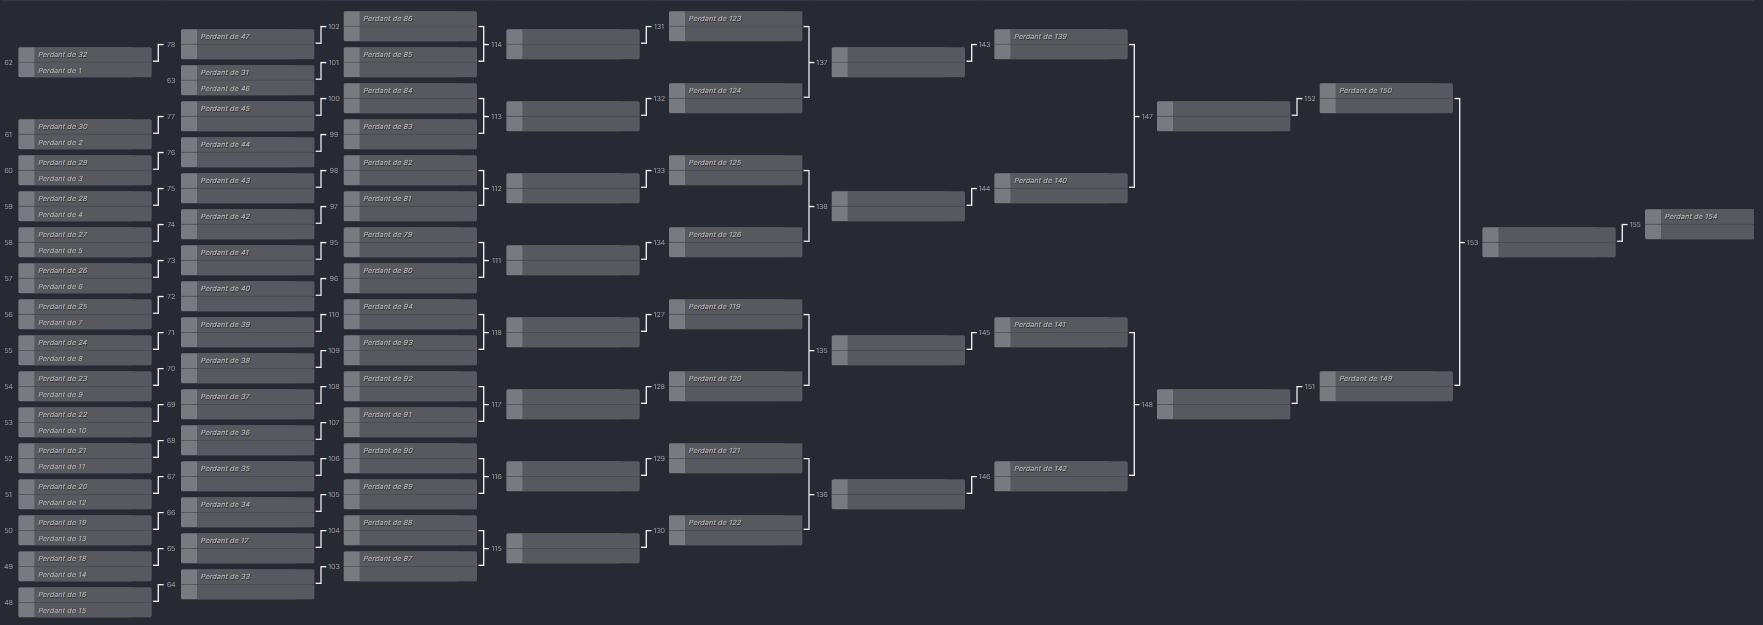 62
Perdant de 32
Perdant de 1
61
Perdant de 30
Perdant de 2
60
Perdant de 29
Perdant de 3
59
Perdant de 28
Perdant de 4
58
Perdant de 27
Perdant de 5
57
Perdant de 26
Perdant de 6
56
Perdant de 25
Perdant de 7
55
Perdant de 24
Perdant de 8
54
Perdant de 23
Perdant de 9
53
Perdant de 22
Perdant de 10
52
Perdant de 21
Perdant de 11
51
Perdant de 20
Perdant de 12
50
Perdant de 19
Perdant de 13
49
Perdant de 18
Perdant de 14
48
Perdant de 16
Perdant de 15
78
Perdant de 47
63
Perdant de 31
Perdant de 46
77
Perdant de 45
76
Perdant de 44
75
Perdant de 43
74
Perdant de 42
73
Perdant de 41
72
Perdant de 40
71
Perdant de 39
70
Perdant de 38
69
Perdant de 37
68
Perdant de 36
67
Perdant de 35
66
Perdant de 34
65
Perdant de 17
64
Perdant de 33
102
Perdant de 86
101
Perdant de 85
100
Perdant de 84
99
Perdant de 83
98
Perdant de 82
97
Perdant de 81
95
Perdant de 79
96
Perdant de 80
110
Perdant de 94
109
Perdant de 93
108
Perdant de 92
107
Perdant de 91
106
Perdant de 90
105
Perdant de 89
104
Perdant de 88
103
Perdant de 87
114
113
112
111
118
117
116
115
131
Perdant de 123
132
Perdant de 124
133
Perdant de 125
134
Perdant de 126
127
Perdant de 119
128
Perdant de 120
129
Perdant de 121
130
Perdant de 122
137
138
135
136
143
Perdant de 139
144
Perdant de 140
145
Perdant de 141
146
Perdant de 142
147
148
152
Perdant de 150
151
Perdant de 149
153
155
Perdant de 154